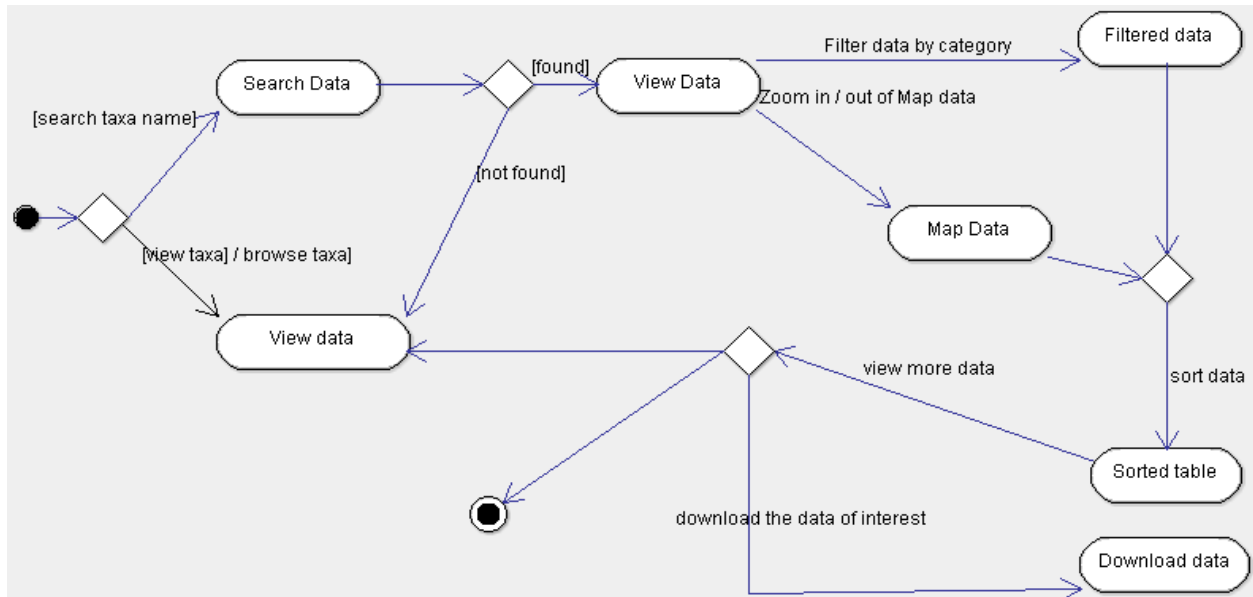 Filtered data
Filter data by category
[found]
Search Data
View Data
Zoom in / out of Map data
[search taxa name]
[not found]
Map Data
[view taxa] / browse taxa]
View data
view more data
sort data
Sorted table
download the data of interest
Download data